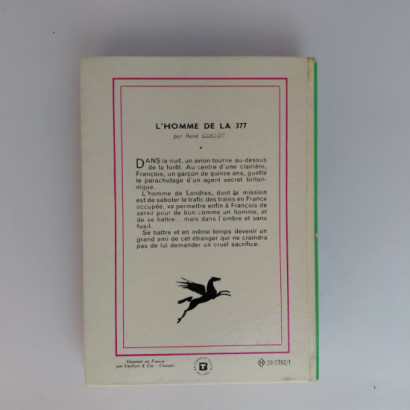 L'HOMME DE LA 377
par René GUILLOT
DANS la nuit, un avion tourne au-dessus
de la forêt. Au centre d'une clairière,
François, un garçon de quinze ans, guette
le parachutage d'un agent secret britan-
nique.
L'homme de Londres, dont la mission
est de saboter le trafic des trains en France
occupée, va permettre enfin à François de
servir pour de bon comme un homme, et
de se battre... mais dans l'ombre et sans
fusil.
Se battre et en même temps devenir un
grand ami de cet étranger qui ne craindra
pas de lui demander un cruel sacrifice.
Imprimé en France